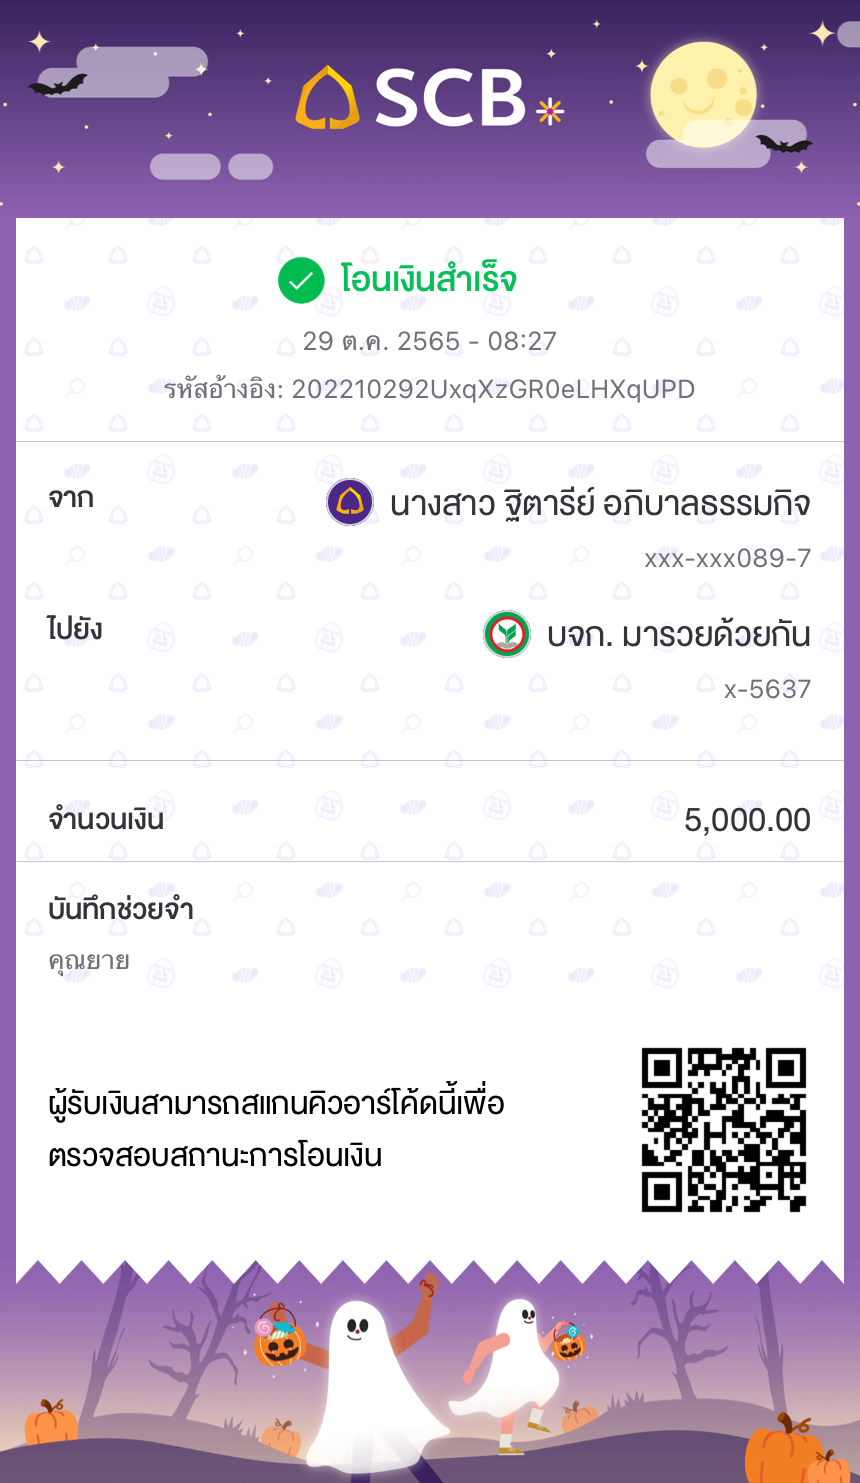 SCB
โอนเงินสำเร็จ
29 ต.ค. 2565 - 08:27
รหัสอ้างอิง: 202210292UxqXzGR0eLHXqUPD
จาก
นางสาว ฐิตารีย์ อภิบาลธรรมกิจ
xxx-xxx089-7
ไปยัง
บจก. มารวยด้วยกัน
x-5637
จำนวนเงิน
5,000.00
บันทึกช่วยจำ
คุณยาย
ผู้รับเงินสามารถสแกนคิวอาร์โค้ดนี้เพื่อ
ตรวจสอบสถานะการโอนเงิน